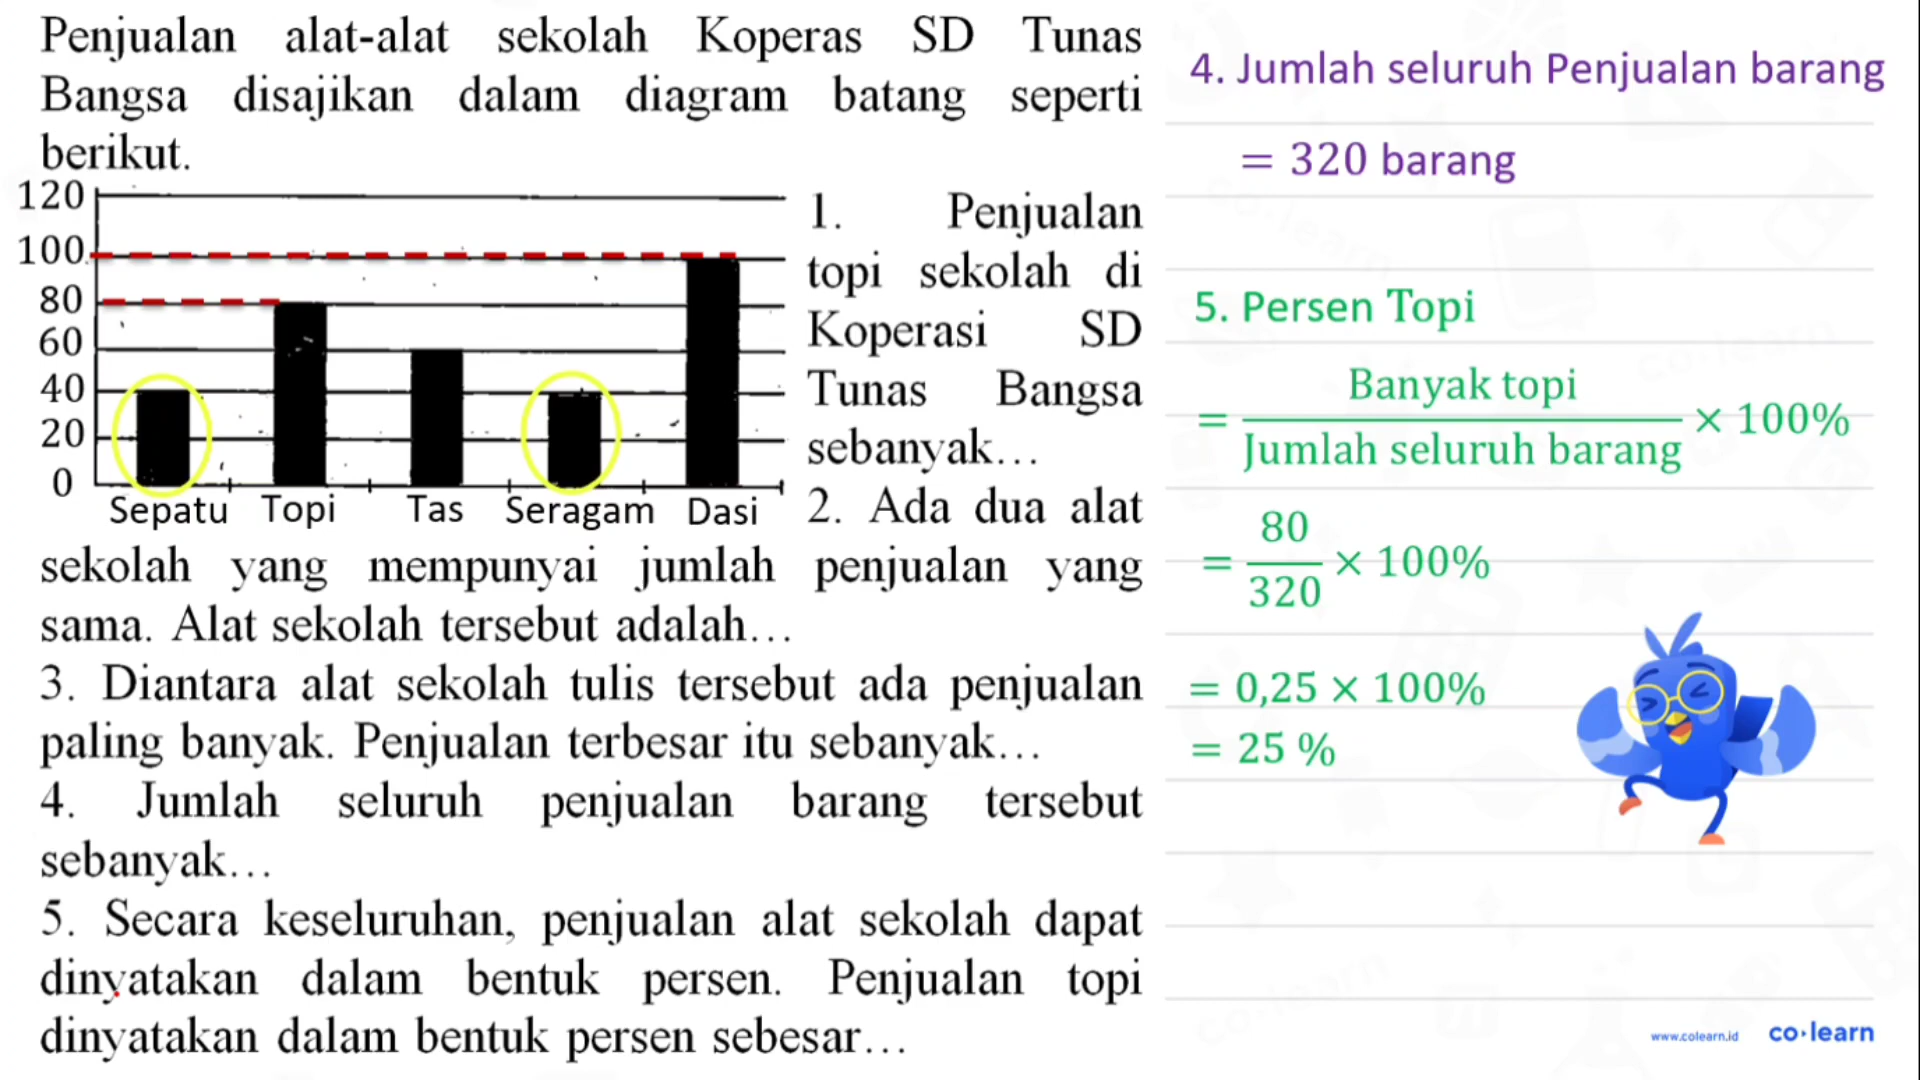 Penjualan alat-alat sekolah Koperas SD Tunas
Bangsa disajikan dalam diagram batang seperti
berikut.
120
100
80
60
40
20
0
Sepatu Topi Tas Seragam Dasi
1. Penjualan
topi sekolah di
Koperasi SD
Tunas Bangsa
sebanyak...
2. Ada dua alat
sekolah yang mempunyai jumlah penjualan yang
sama. Alat sekolah tersebut adalah...
3. Diantara alat sekolah tulis tersebut ada penjualan
paling banyak. Penjualan terbesar itu sebanyak...
4. Jumlah seluruh penjualan barang tersebut
sebanyak...
5. Secara keseluruhan, penjualan alat sekolah dapat
dinyatakan dalam bentuk persen. Penjualan topi
dinyatakan dalam bentuk persen sebesar...
4. Jumlah seluruh Penjualan barang
= 320 barang
5. Persen Topi
= Banyak topi / Jumlah seluruh barang × 100%
= 80 / 320 × 100%
= 0,25 × 100%
= 25 %
www.colearn.id co·learn